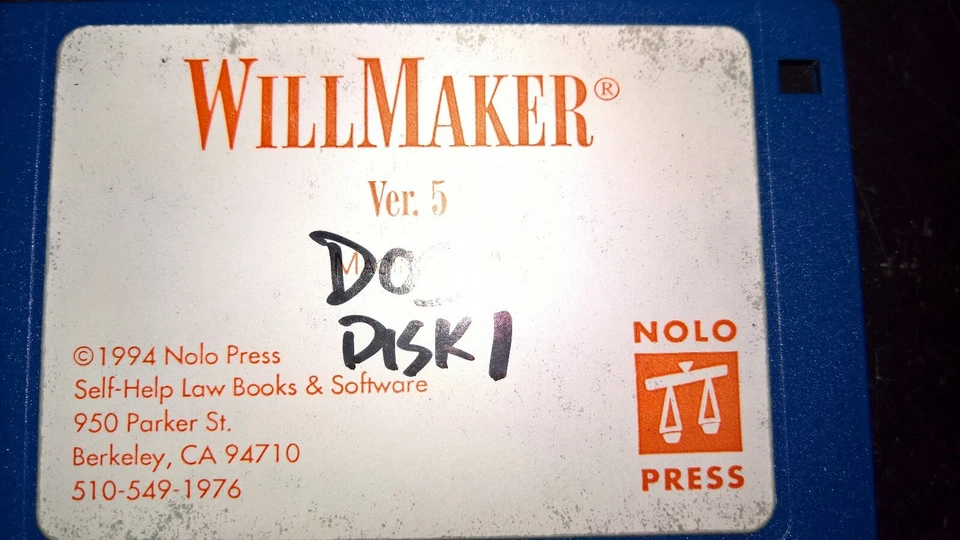 WILLMAKER®
Ver. 5
DISK 1
©1994 Nolo Press
Self-Help Law Books & Software
950 Parker St.
Berkeley, CA 94710
510-549-1976
NOLO
PRESS